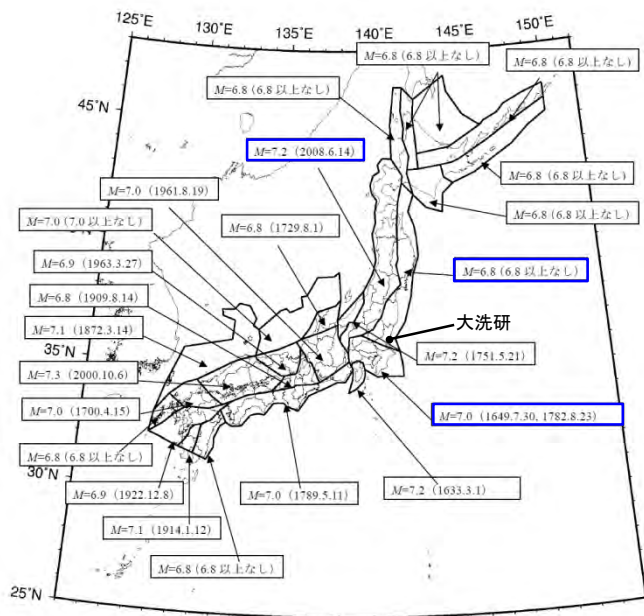 125°E
130°E
135°E
140°E
145°E
150°E
M=6.8 (6.8 以上なし)
M=6.8 (6.8 以上なし)
M=6.8 (6.8 以上なし)
45°N
M=7.2 (2008.6.14)
M=7.0 (1961.8.19)
M=6.8 (6.8 以上なし)
M=7.0 (7.0 以上なし)
M=6.8 (1729.8.1)
M=6.8 (6.8 以上なし)
M=6.9 (1963.3.27)
M=6.8 (6.8 以上なし)
M=6.8 (1909.8.14)
大洗研
M=7.1 (1872.3.14)
35°N
M=7.2 (1751.5.21)
M=7.3 (2000.10.6)
M=7.0 (1700.4.15)
M=7.0 (1649.7.30, 1782.8.23)
M=6.8 (6.8 以上なし)
30°N
M=6.9 (1922.12.8)
M=7.0 (1789.5.11)
M=7.2 (1633.3.1)
M=7.1 (1914.1.12)
M=6.8 (6.8 以上なし)
25°N